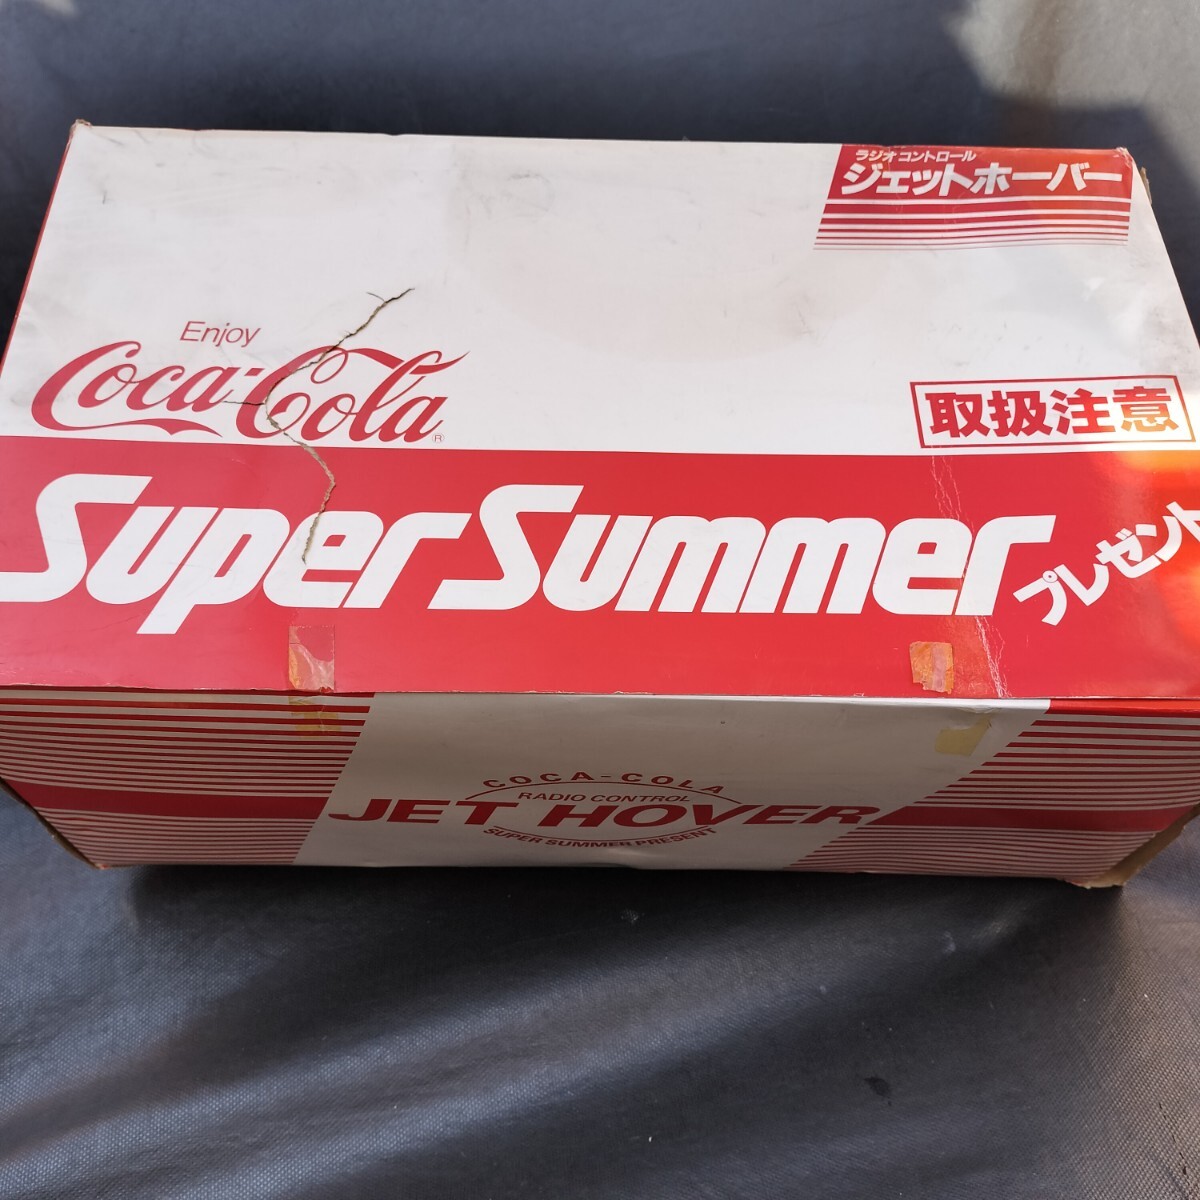 ラジオコントロール
ジェットホーバー
Enjoy
Coca-Cola®
取扱注意
Super Summer プレゼント
COCA-COLA
RADIO CONTROL
JET HOVER
SUPER SUMMER PRESENT